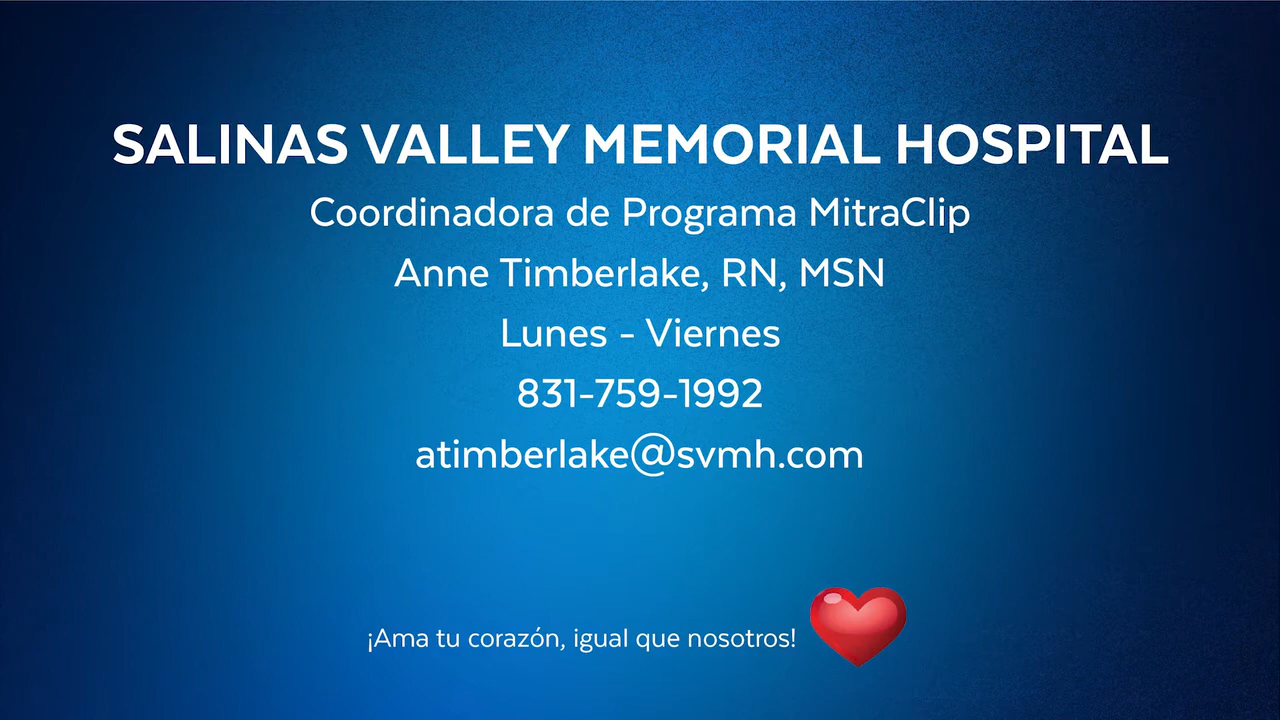 SALINAS VALLEY MEMORIAL HOSPITAL
Coordinadora de Programa MitraClip
Anne Timberlake, RN, MSN
Lunes - Viernes
831-759-1992
atimberlake@svmh.com
¡Ama tu corazón, igual que nosotros!